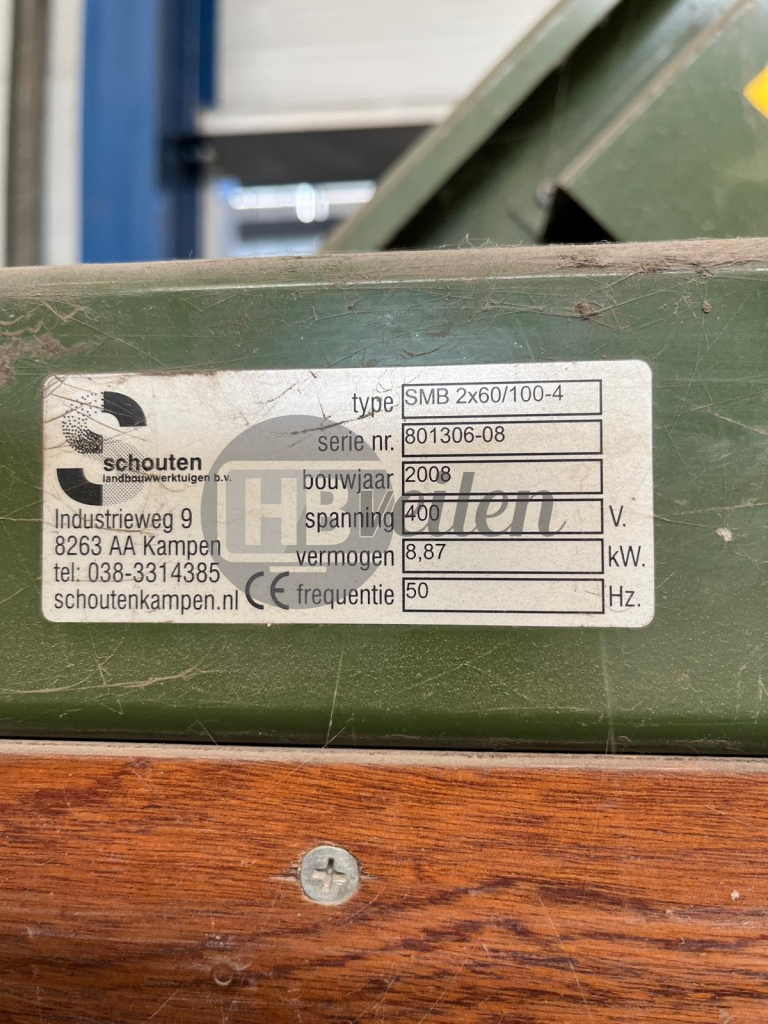 schouten
landbouwwerktuigen b.v.
Industrieweg 9
8263 AA Kampen
tel: 038-3314385
schoutenkampen.nl CE
type SMB 2x60/100-4
serie nr. 801306-08
bouwjaar 2008
spanning 400 V.
vermogen 8,87 kW.
frequentie 50 Hz.
HBveilen